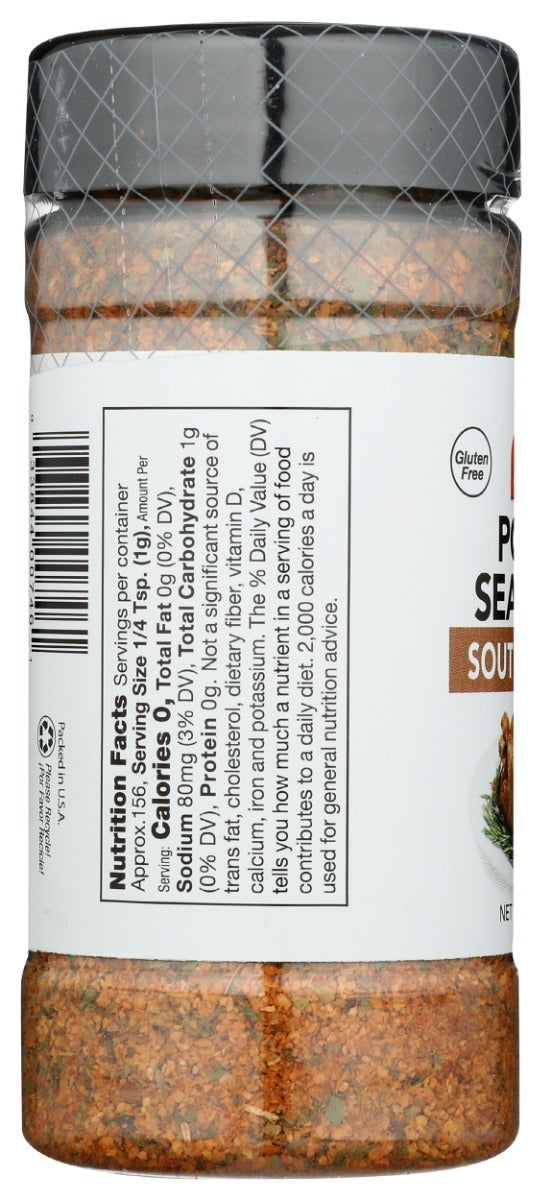 Nutrition Facts Servings per container
Approx.156, Serving Size 1/4 Tsp. (1g), Amount Per
Serving: Calories 0, Total Fat 0g (0% DV),
Sodium 80mg (3% DV), Total Carbohydrate 1g
(0% DV), Protein 0g. Not a significant source of
trans fat, cholesterol, dietary fiber, vitamin D,
calcium, iron and potassium. The % Daily Value (DV)
tells you how much a nutrient in a serving of food
contributes to a daily diet. 2,000 calories a day is
used for general nutrition advice.
Packed in U.S.A.
Please Recycle!
¡Por Favor Recicle!
Gluten
Free
PO
SEA
SOUT
NET